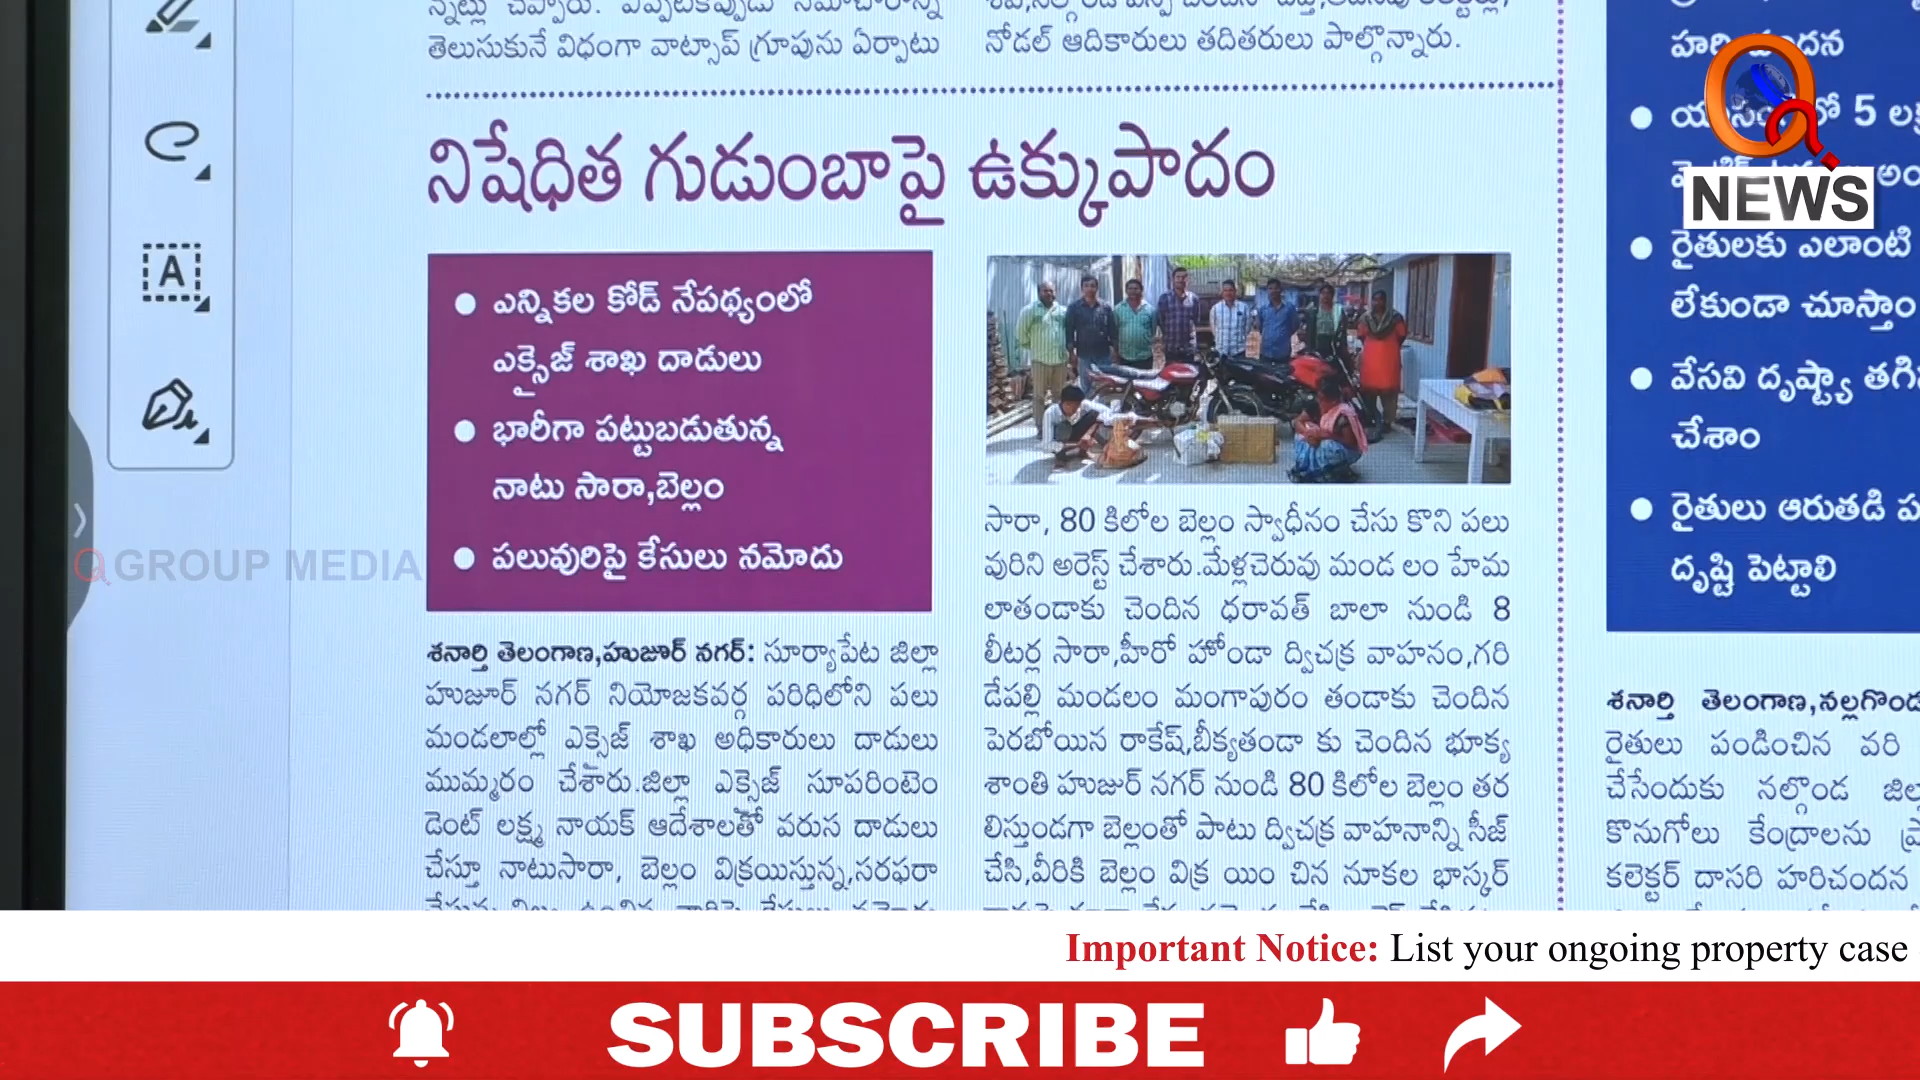 తెలుసుకునే విధంగా వాట్సాప్ గ్రూపును ఏర్పాటు
నోడల్ ఆదికారులు తదితరులు పాల్గొన్నారు.
నిషేధిత గుడుంబాపై ఉక్కుపాదం
ఎన్నికల కోడ్ నేపథ్యంలో
ఎక్సైజ్ శాఖ దాడులు
భారీగా పట్టుబడుతున్న
నాటు సారా,బెల్లం
పలువురిపై కేసులు నమోదు
శనార్తి తెలంగాణ,హుజూర్ నగర్: సూర్యాపేట జిల్లా
హుజూర్ నగర్ నియోజకవర్గ పరిధిలోని పలు
మండలాల్లో ఎక్సైజ్ శాఖ అధికారులు దాడులు
ముమ్మరం చేశారు.జిల్లా ఎక్సైజ్ సూపరింటెం
డెంట్ లక్ష్మ నాయక్ ఆదేశాలతో వరుస దాడులు
చేస్తూ నాటుసారా, బెల్లం విక్రయిస్తున్న,సరఫరా
సారా, 80 కిలోల బెల్లం స్వాధీనం చేసు కొని పలు
వురిని అరెస్ట్ చేశారు.మేళ్లచెరువు మండ లం హేమ
లాతండాకు చెందిన ధరావత్ బాలా నుండి 8
లీటర్ల సారా,హీరో హోండా ద్విచక్ర వాహనం,గరి
డేపల్లి మండలం మంగాపురం తండాకు చెందిన
పెరబోయిన రాకేష్,బీక్యతండా కు చెందిన భూక్య
శాంతి హుజుర్ నగర్ నుండి 80 కిలోల బెల్లం తర
లిస్తుండగా బెల్లంతో పాటు ద్విచక్ర వాహనాన్ని సీజ్
చేసి,వీరికి బెల్లం విక్ర యిం చిన నూకల భాస్కర్
5
రైతులకు ఎలాంటి
లేకుండా చూస్తాం
వేసవి దృష్ట్యా
చేశాం
రైతులు ఆరుతడి
దృష్టి పెట్టాలి
శనార్తి తెలంగాణ,నల్లగొండ
రైతులు పండించిన వరి
చేసేందుకు నల్గొండ
కొనుగోలు కేంద్రాలను
కలెక్టర్ దాసరి హరిచందన
NEWS
GROUP MEDIA
Important Notice: List your ongoing property case
SUBSCRIBE